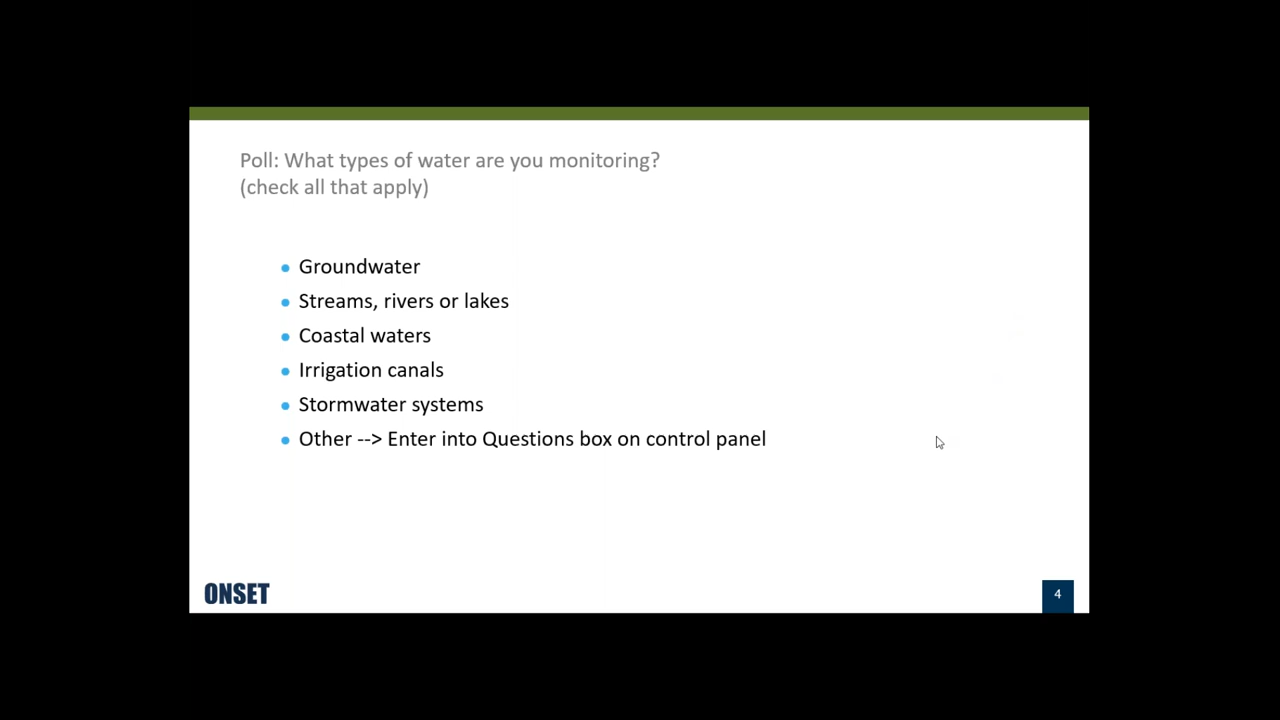 Poll: What types of water are you monitoring?
(check all that apply)
Groundwater
Streams, rivers or lakes
Coastal waters
Irrigation canals
Stormwater systems
Other --> Enter into Questions box on control panel
ONSET
4